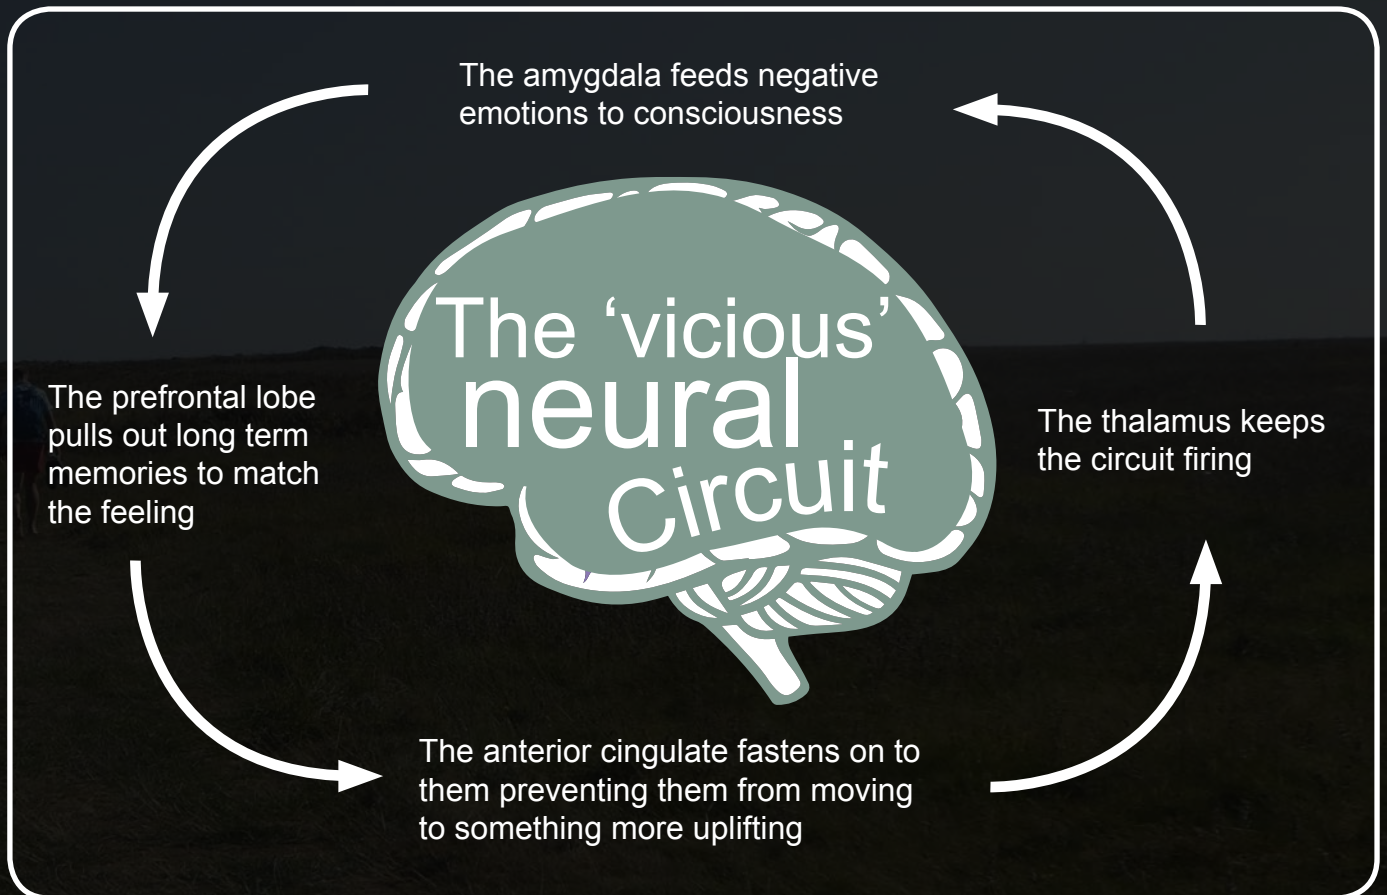 The amygdala feeds negative
emotions to consciousness
The 'vicious'
neural
Circuit
The prefrontal lobe
pulls out long term
memories to match
the feeling
The thalamus keeps
the circuit firing
The anterior cingulate fastens on to
them preventing them from moving
to something more uplifting